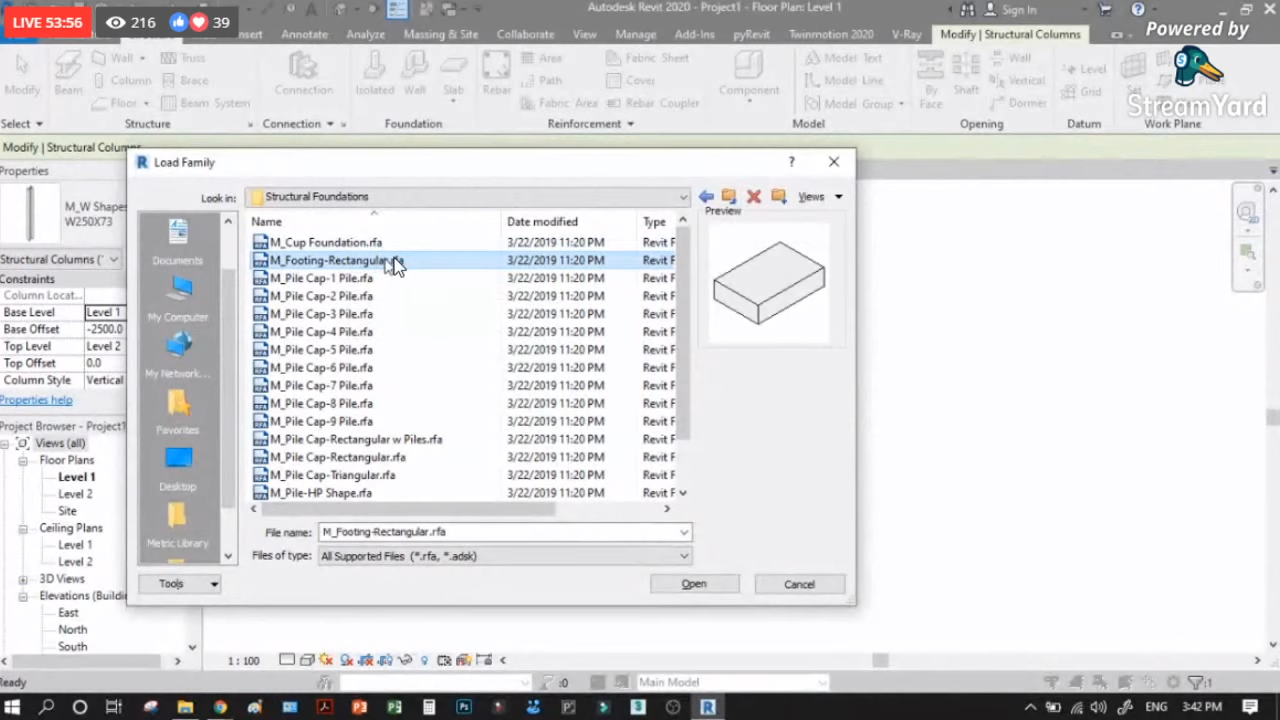 LIVE 53:56
216
39
Autodesk Revit 2020 - Project1 - Floor Plan: Level 1
Sign In
Insert Annotate Analyze Massing & Site Collaborate View Manage Add-Ins pyRevit Twinmotion 2020 V-Ray Modify | Structural Columns
Powered by
StreamYard
Modify Beam Wall Truss
Column Brace
Floor Beam System
Connection Isolated Wall Slab Rebar
Area Fabric Sheet
Path Cover
Fabric Area Rebar Coupler
Component Model Text
Model Line
Model Group
By Face Shaft Wall
Vertical
Dormer
Level
Grid
Select Structure Connection Foundation Reinforcement Model Opening Datum Work Plane
Modify | Structural Colum
Properties
M_W Shapes
W250X73
Structural Columns (
Constraints
Column Locat...
Base Level Level 1
Base Offset -2500.0
Top Level Level 2
Top Offset 0.0
Column Style Vertical
Properties help
Project Browser - Project1
Views (all)
Floor Plans
Level 1
Level 2
Site
Ceiling Plans
Level 1
Level 2
3D Views
Elevations (Buildin
East
North
South
Load Family
Look in: Structural Foundations Views
Documents
My Computer
My Network...
Favorites
Desktop
Metric Library
Name Date modified Type
M_Cup Foundation.rfa 3/22/2019 11:20 PM Revit F
M_Footing-Rectangular.rfa 3/22/2019 11:20 PM Revit F
M_Pile Cap-1 Pile.rfa 3/22/2019 11:20 PM Revit F
M_Pile Cap-2 Pile.rfa 3/22/2019 11:20 PM Revit F
M_Pile Cap-3 Pile.rfa 3/22/2019 11:20 PM Revit F
M_Pile Cap-4 Pile.rfa 3/22/2019 11:20 PM Revit F
M_Pile Cap-5 Pile.rfa 3/22/2019 11:20 PM Revit F
M_Pile Cap-6 Pile.rfa 3/22/2019 11:20 PM Revit F
M_Pile Cap-7 Pile.rfa 3/22/2019 11:20 PM Revit F
M_Pile Cap-8 Pile.rfa 3/22/2019 11:20 PM Revit F
M_Pile Cap-9 Pile.rfa 3/22/2019 11:20 PM Revit F
M_Pile Cap-Rectangular w Piles.rfa 3/22/2019 11:20 PM Revit F
M_Pile Cap-Rectangular.rfa 3/22/2019 11:20 PM Revit F
M_Pile Cap-Triangular.rfa 3/22/2019 11:20 PM Revit F
M_Pile-HP Shape.rfa 3/22/2019 11:20 PM Revit F
Preview
File name: M_Footing-Rectangular.rfa
Files of type: All Supported Files (*.rfa, *.adsk)
Tools Open Cancel
1 : 100
Ready
:0
Main Model
:1
ENG 3:42 PM